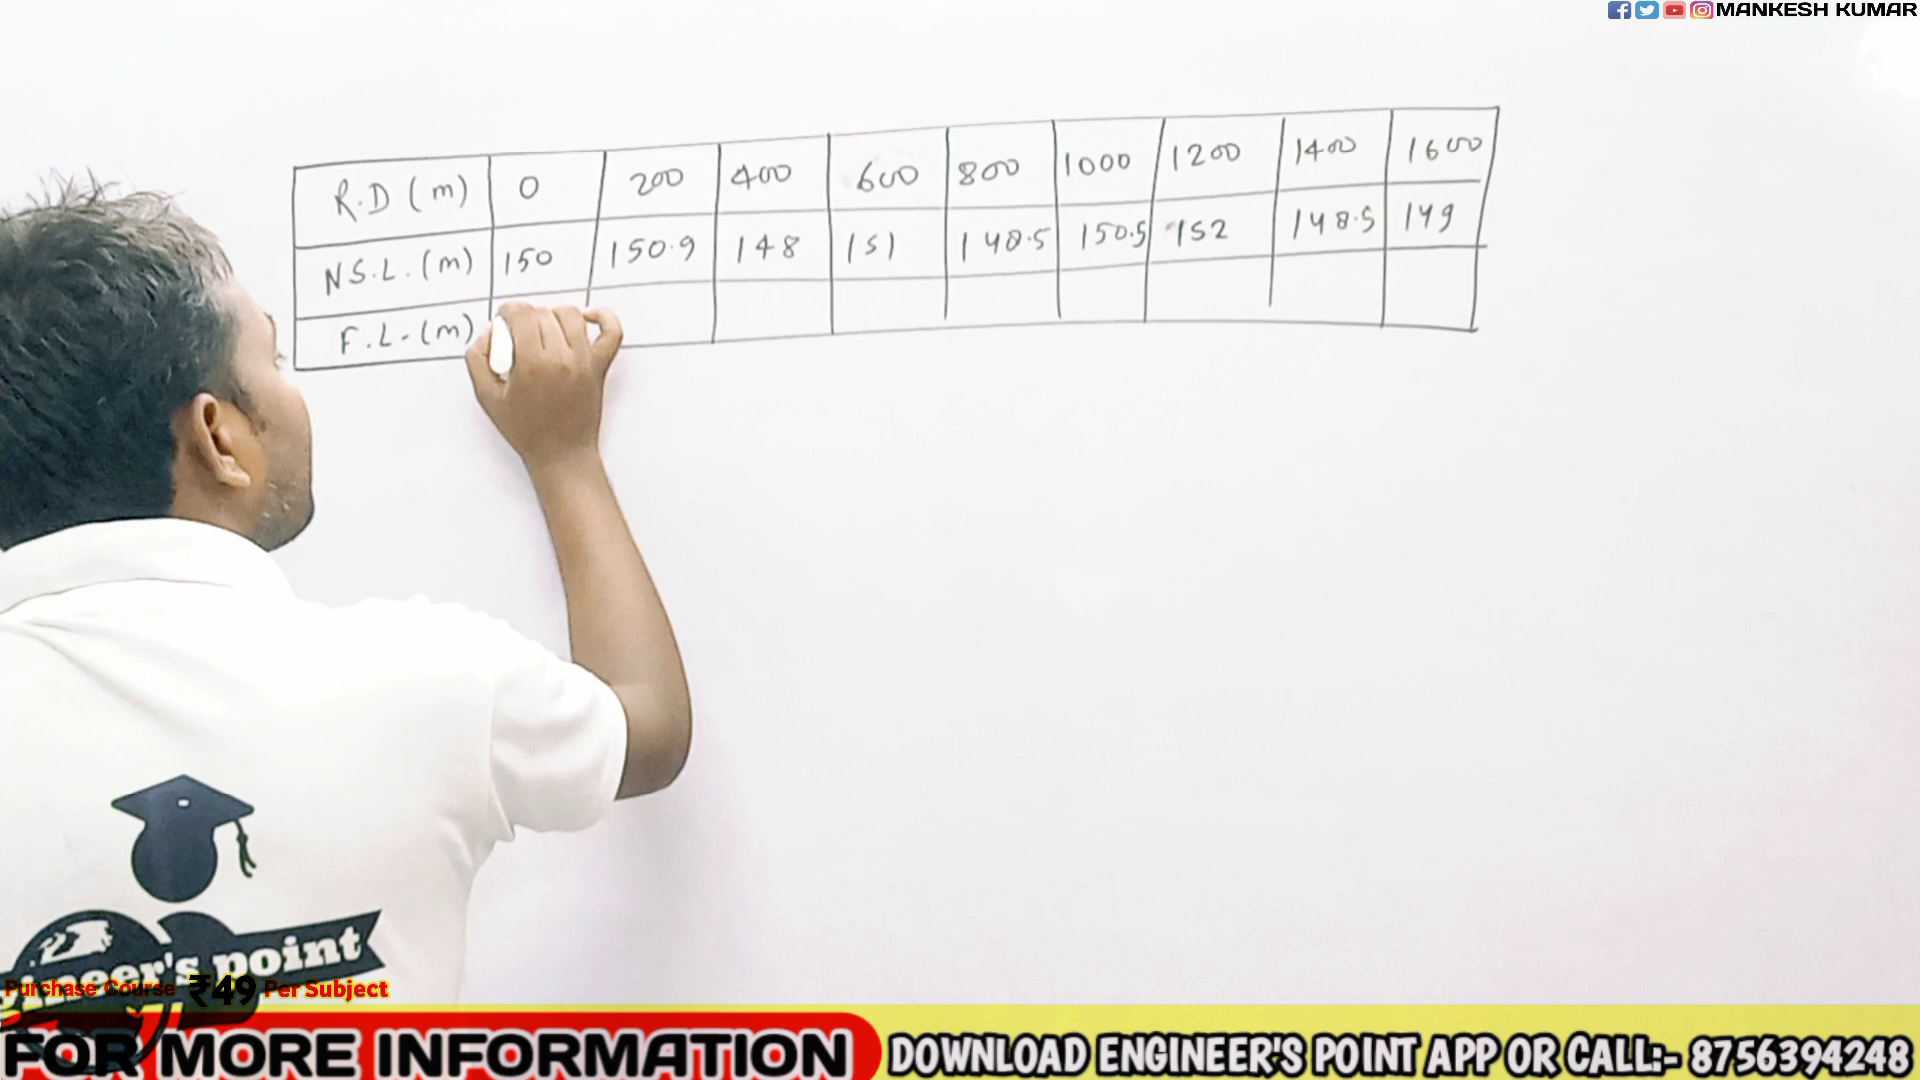 MANKESH KUMAR
R.D (m) 0 200 400 600 800 1000 1200 1400 1600
N.S.L. (m) 150 150.9 148 151 148.5 150.5 152 148.5 149
F.L. (m)
point
Purchase Course ₹49 Per Subject
FOR MORE INFORMATION DOWNLOAD ENGINEER'S POINT APP OR CALL:- 8756394248